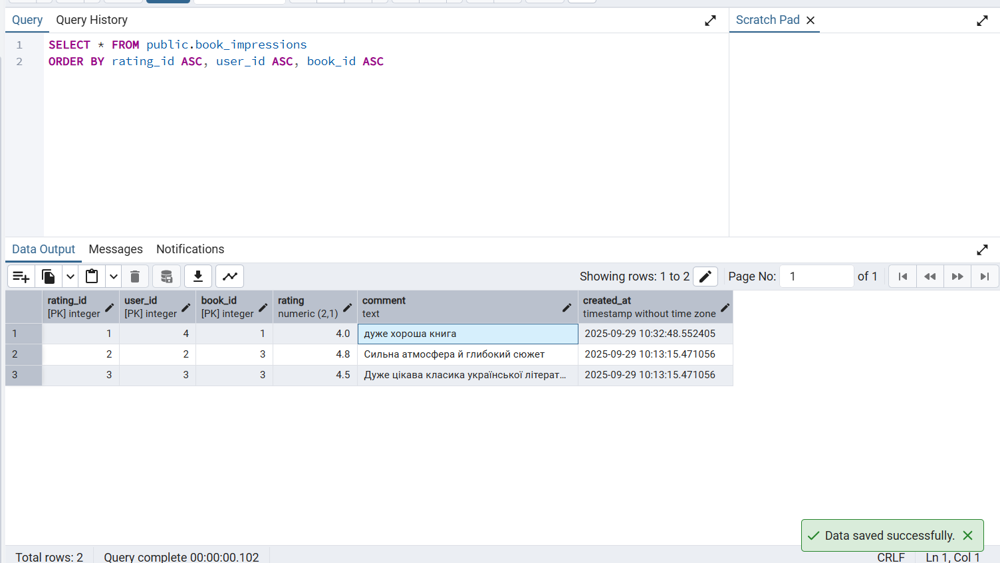 Query Query History
Scratch Pad
1 SELECT * FROM public.book_impressions
2 ORDER BY rating_id ASC, user_id ASC, book_id ASC
Data Output Messages Notifications
Showing rows: 1 to 2 Page No: 1 of 1
rating_id user_id book_id rating comment created_at
[PK] integer [PK] integer [PK] integer numeric (2,1) text timestamp without time zone
1 1 4 1 4.0 дуже хороша книга 2025-09-29 10:32:48.552405
2 2 2 3 4.8 Сильна атмосфера й глибокий сюжет 2025-09-29 10:13:15.471056
3 3 3 3 4.5 Дуже цікава класика української літерат… 2025-09-29 10:13:15.471056
Data saved successfully.
Total rows: 2 Query complete 00:00:00.102 CRLF Ln 1, Col 1